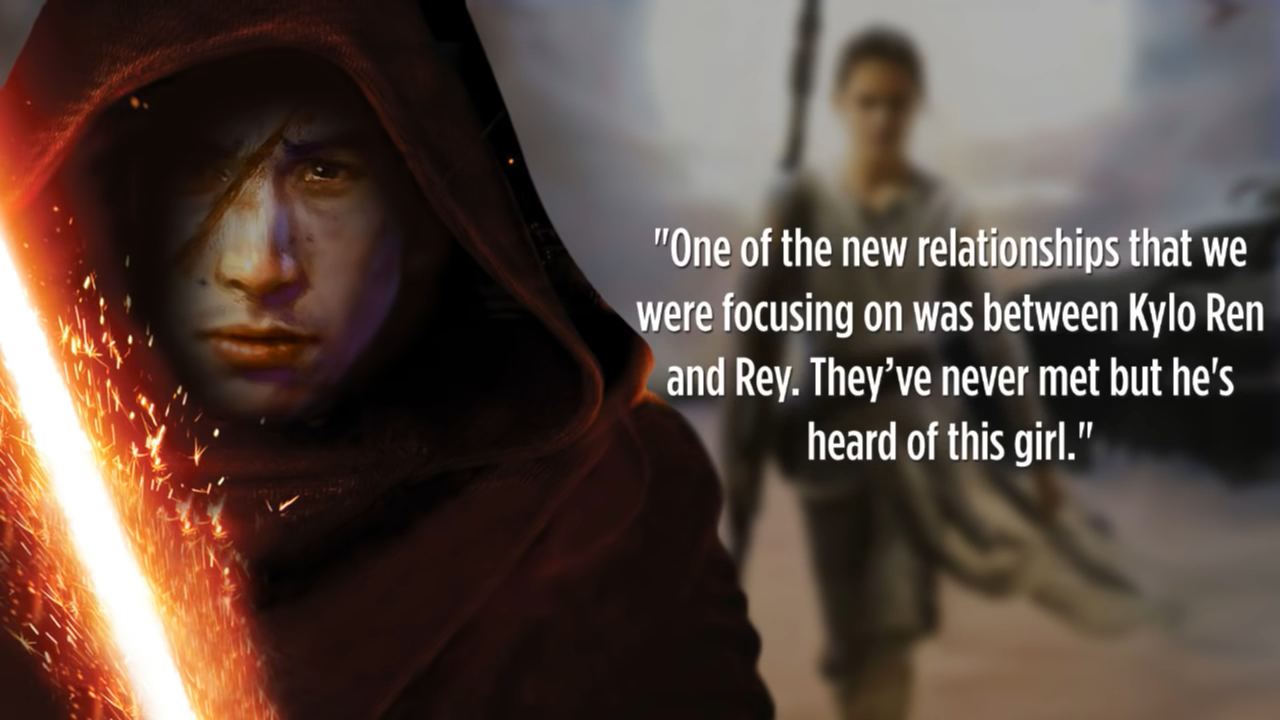 "One of the new relationships that we
were focusing on was between Kylo Ren
and Rey. They’ve never met but he's
heard of this girl."